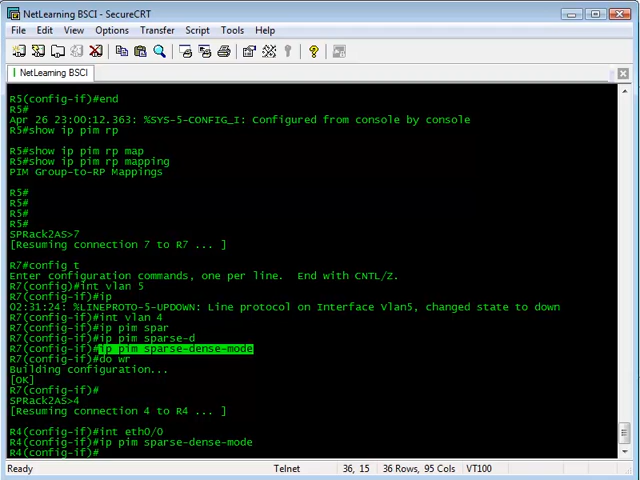 NetLearning BSCI - SecureCRT
File Edit View Options Transfer Script Tools Help
NetLearning BSCI
R5(config-if)#end
R5#
Apr 26 23:00:12.363: %SYS-5-CONFIG_I: Configured from console by console
R5#show ip pim rp
R5#show ip pim rp map
R5#show ip pim rp mapping
PIM Group-to-RP Mappings
R5#
R5#
R5#
R5#
SPRack2AS>7
[Resuming connection 7 to R7 ... ]
R7#config t
Enter configuration commands, one per line.  End with CNTL/Z.
R7(config)#int vlan 5
R7(config-if)#ip
02:31:24: %LINEPROTO-5-UPDOWN: Line protocol on Interface Vlan5, changed state to down
R7(config-if)#int vlan 4
R7(config-if)#ip pim spar
R7(config-if)#ip pim sparse-d
R7(config-if)#ip pim sparse-dense-mode
R7(config-if)#do wr
Building configuration...
[OK]
R7(config-if)#
SPRack2AS>4
[Resuming connection 4 to R4 ... ]
R4(config-if)#int eth0/0
R4(config-if)#ip pim sparse-dense-mode
R4(config-if)#
Ready Telnet 36, 15 36 Rows, 95 Cols VT100